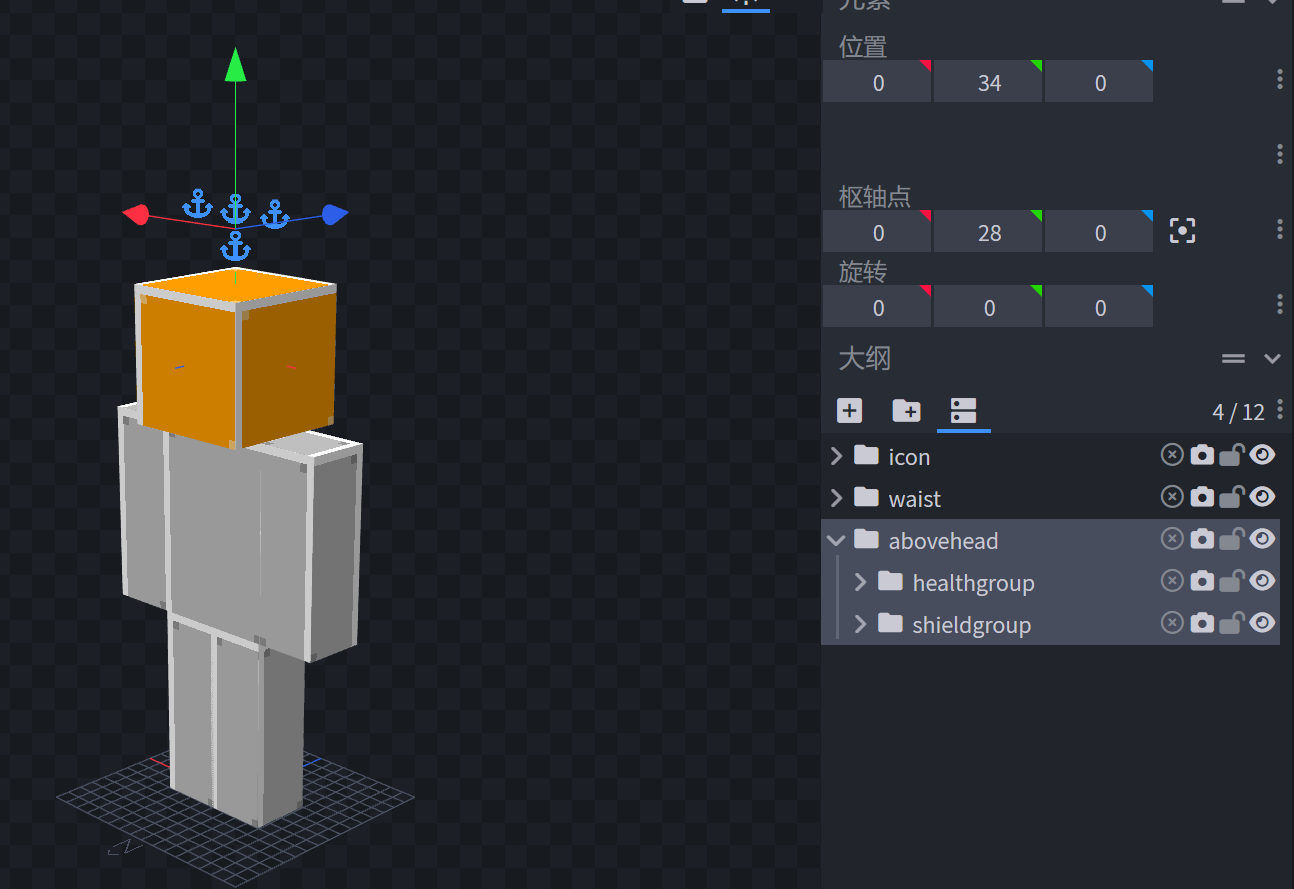 元素
位置
0 34 0
枢轴点
0 28 0
旋转
0 0 0
大纲
4 / 12
icon
waist
abovehead
healthgroup
shieldgroup